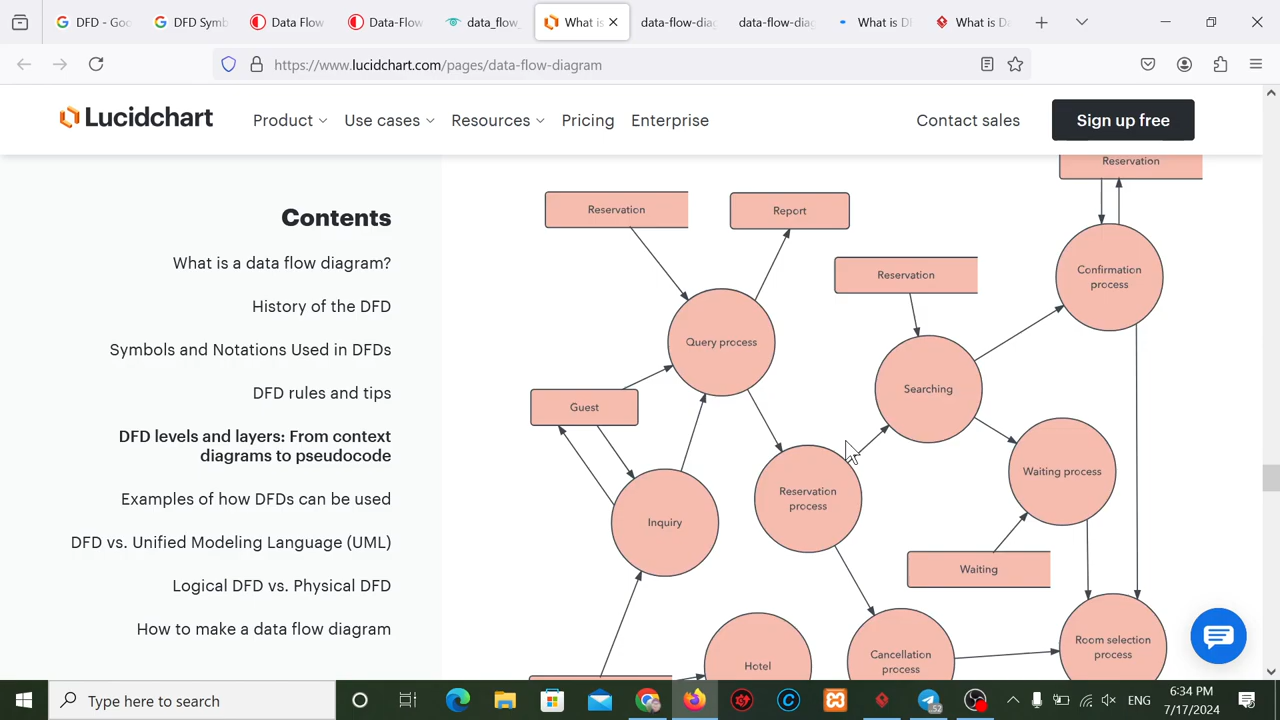 DFD - Goo
DFD Symb
Data Flow
Data-Flow
data_flow_
What is
data-flow-dia
data-flow-dia
What is D
What is Da
https://www.lucidchart.com/pages/data-flow-diagram
Lucidchart
Product
Use cases
Resources
Pricing
Enterprise
Contact sales
Sign up free
Contents
What is a data flow diagram?
History of the DFD
Symbols and Notations Used in DFDs
DFD rules and tips
DFD levels and layers: From context
diagrams to pseudocode
Examples of how DFDs can be used
DFD vs. Unified Modeling Language (UML)
Logical DFD vs. Physical DFD
How to make a data flow diagram
Reservation
Reservation
Report
Reservation
Confirmation
process
Query process
Searching
Guest
Waiting process
Reservation
process
Inquiry
Waiting
Room selection
process
Cancellation
process
Hotel
Type here to search
52
ENG
6:34 PM
7/17/2024